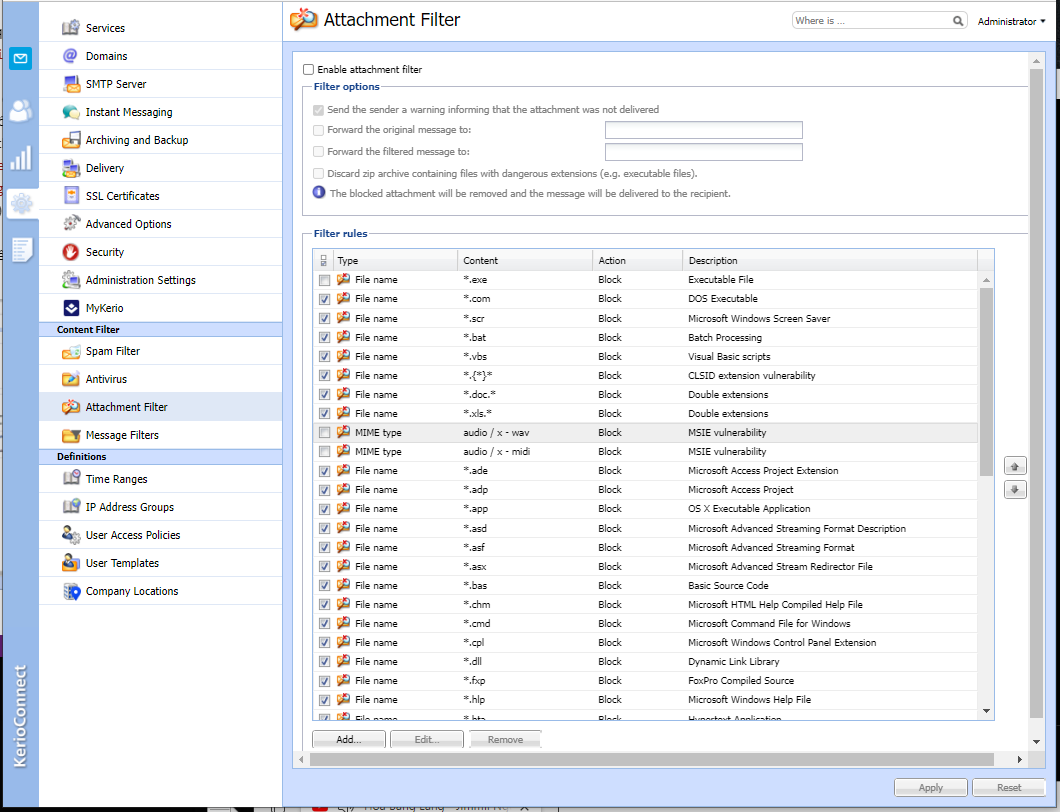 Attachment Filter
Where is ...
Administrator
Services
Domains
SMTP Server
Instant Messaging
Archiving and Backup
Delivery
SSL Certificates
Advanced Options
Security
Administration Settings
MyKerio
Content Filter
Spam Filter
Antivirus
Attachment Filter
Message Filters
Definitions
Time Ranges
IP Address Groups
User Access Policies
User Templates
Company Locations
KerioConnect
Enable attachment filter
Filter options
Send the sender a warning informing that the attachment was not delivered
Forward the original message to:
Forward the filtered message to:
Discard zip archive containing files with dangerous extensions (e.g. executable files).
The blocked attachment will be removed and the message will be delivered to the recipient.
Filter rules
Type Content Action Description
File name *.exe Block Executable File
File name *.com Block DOS Executable
File name *.scr Block Microsoft Windows Screen Saver
File name *.bat Block Batch Processing
File name *.vbs Block Visual Basic scripts
File name *.{*}* Block CLSID extension vulnerability
File name *.doc.* Block Double extensions
File name *.xls.* Block Double extensions
MIME type audio / x - wav Block MSIE vulnerability
MIME type audio / x - midi Block MSIE vulnerability
File name *.ade Block Microsoft Access Project Extension
File name *.adp Block Microsoft Access Project
File name *.app Block OS X Executable Application
File name *.asd Block Microsoft Advanced Streaming Format Description
File name *.asf Block Microsoft Advanced Streaming Format
File name *.asx Block Microsoft Advanced Stream Redirector File
File name *.bas Block Basic Source Code
File name *.chm Block Microsoft HTML Help Compiled Help File
File name *.cmd Block Microsoft Command File for Windows
File name *.cpl Block Microsoft Windows Control Panel Extension
File name *.dll Block Dynamic Link Library
File name *.fxp Block FoxPro Compiled Source
File name *.hlp Block Microsoft Windows Help File
File name *.hta Block Hypertext Application
Add... Edit... Remove
Apply Reset